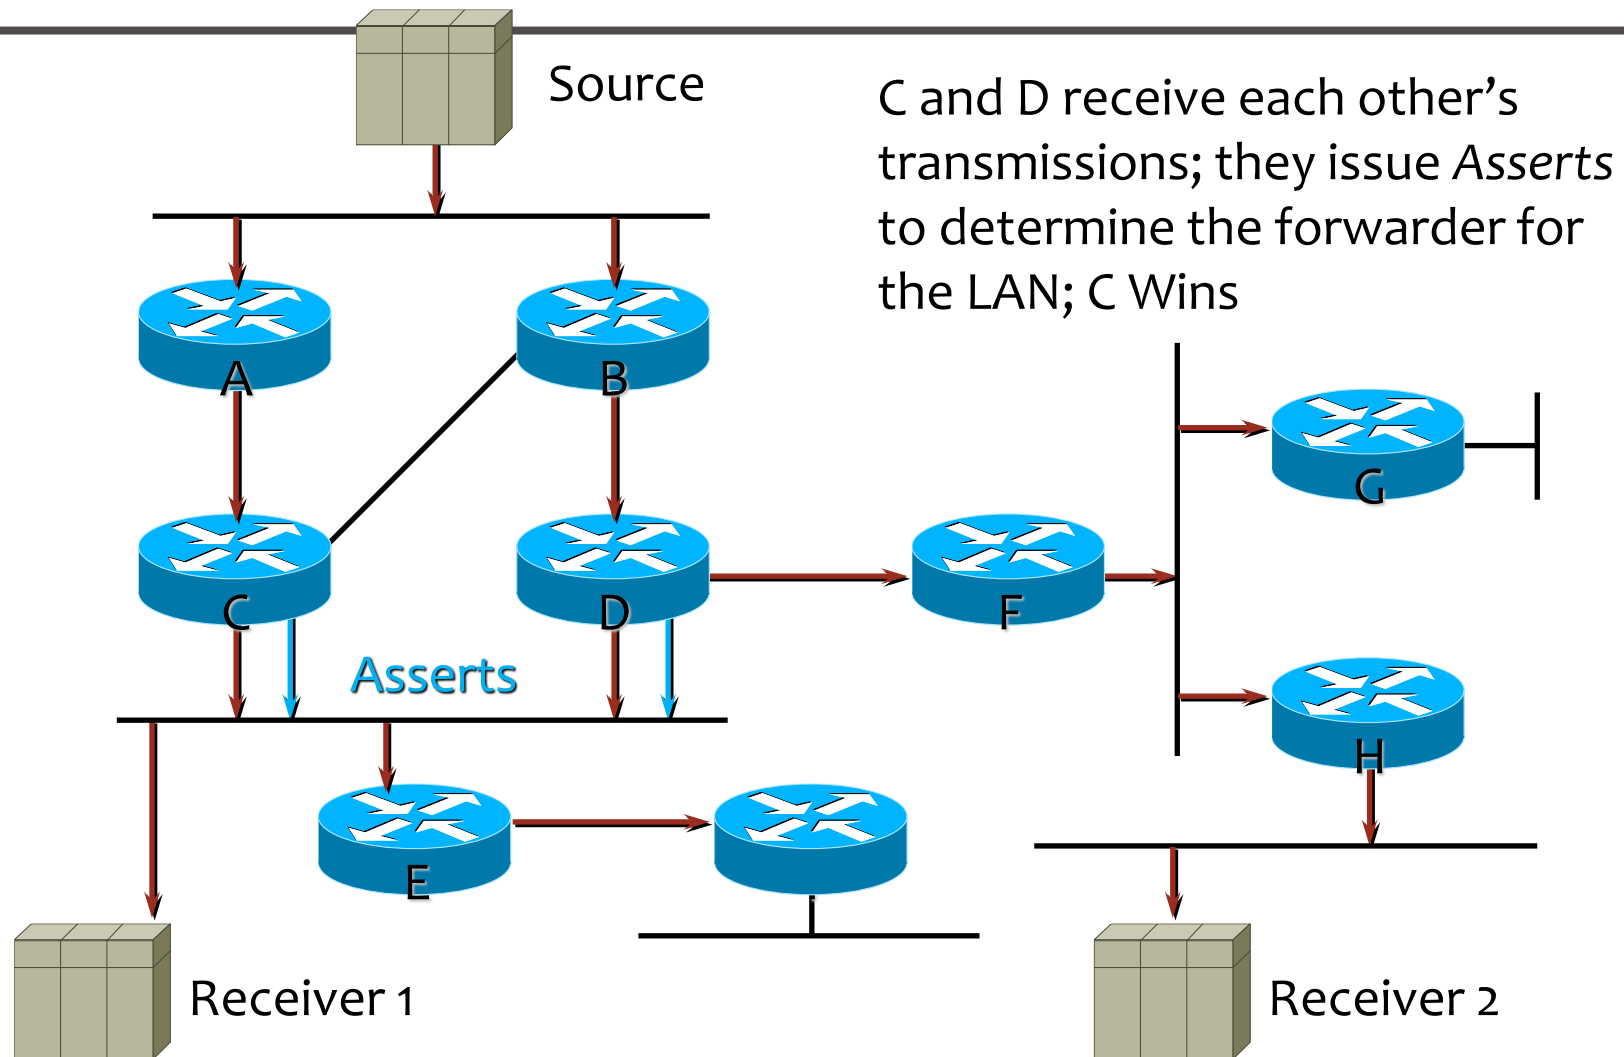 Source
C and D receive each other’s
transmissions; they issue Asserts
to determine the forwarder for
the LAN; C Wins
A
B
G
C
D
F
Asserts
H
E
Receiver 1
Receiver 2